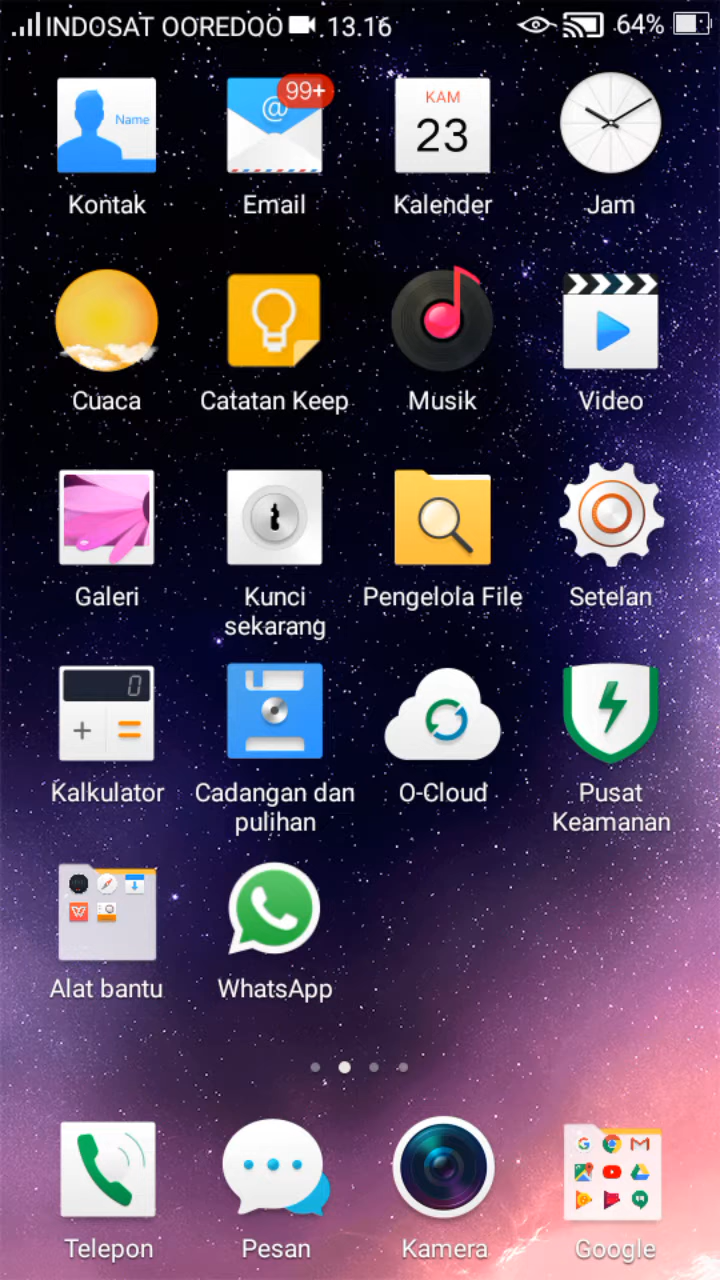 INDOSAT OOREDOO 13.16 64%
Name
@ 99+
KAM
23
Kontak Email Kalender Jam
Cuaca Catatan Keep Musik Video
Galeri Kunci sekarang Pengelola File Setelan
0
Kalkulator Cadangan dan pulihan O-Cloud Pusat Keamanan
Alat bantu WhatsApp
Telepon Pesan Kamera Google